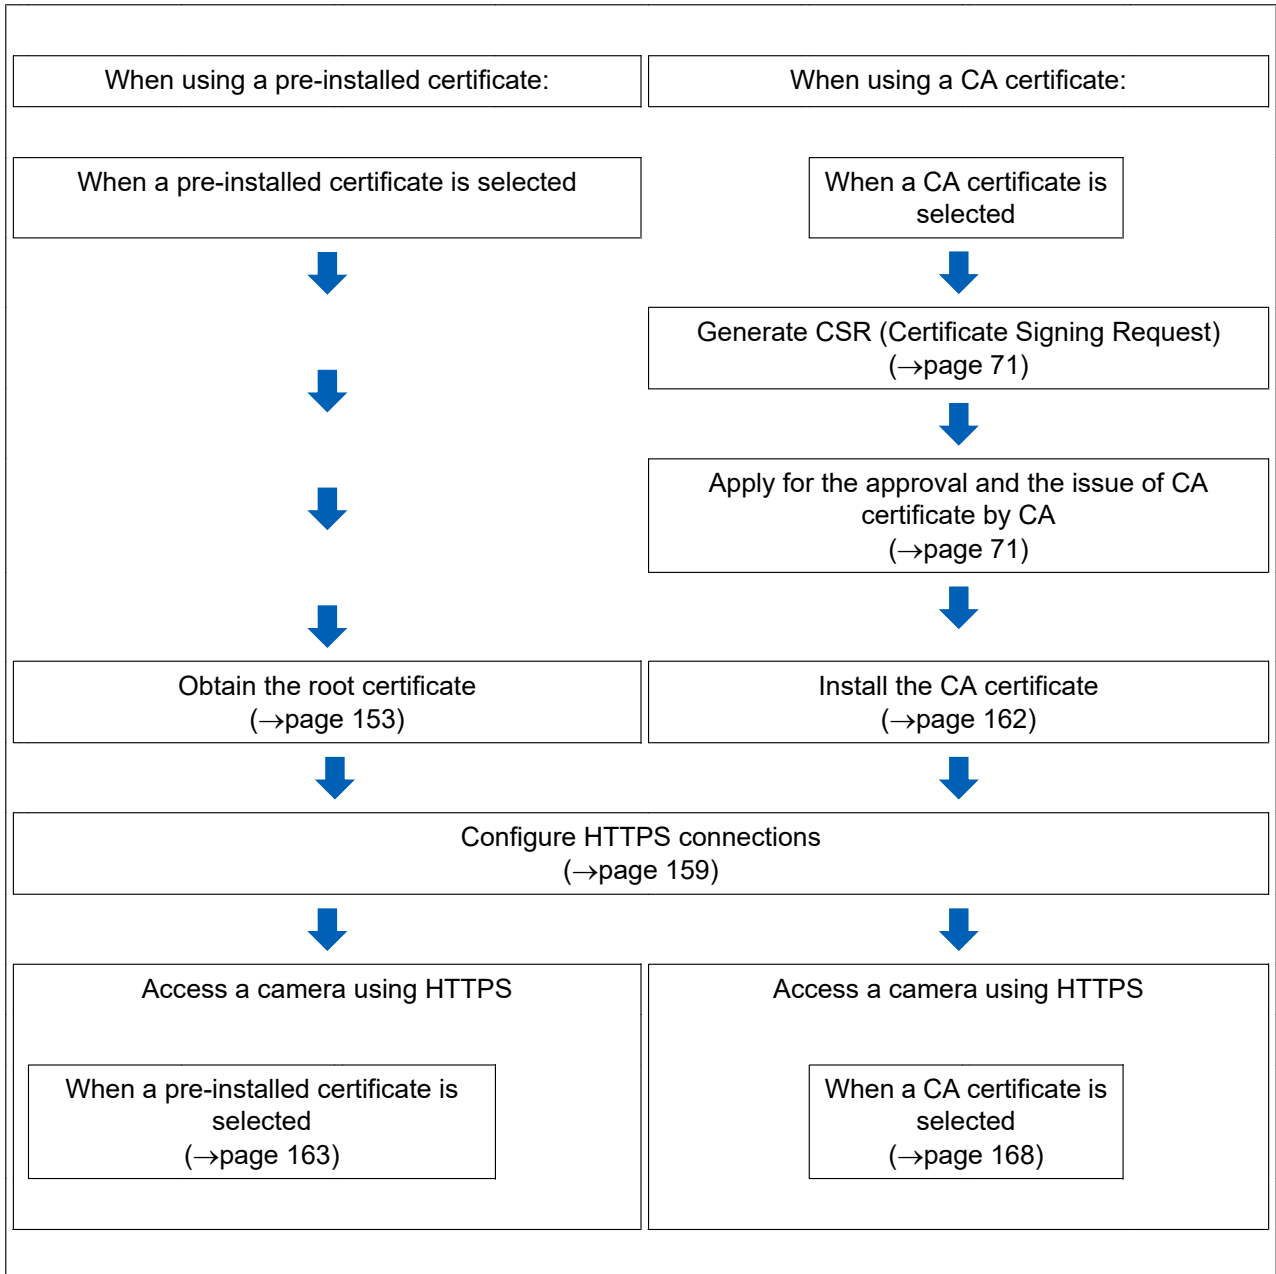 When using a pre-installed certificate:
When using a CA certificate:
When a pre-installed certificate is selected
When a CA certificate is
selected
Generate CSR (Certificate Signing Request)
(→page 71)
Apply for the approval and the issue of CA
certificate by CA
(→page 71)
Obtain the root certificate
(→page 153)
Install the CA certificate
(→page 162)
Configure HTTPS connections
(→page 159)
Access a camera using HTTPS
When a pre-installed certificate is
selected
(→page 163)
Access a camera using HTTPS
When a CA certificate is
selected
(→page 168)